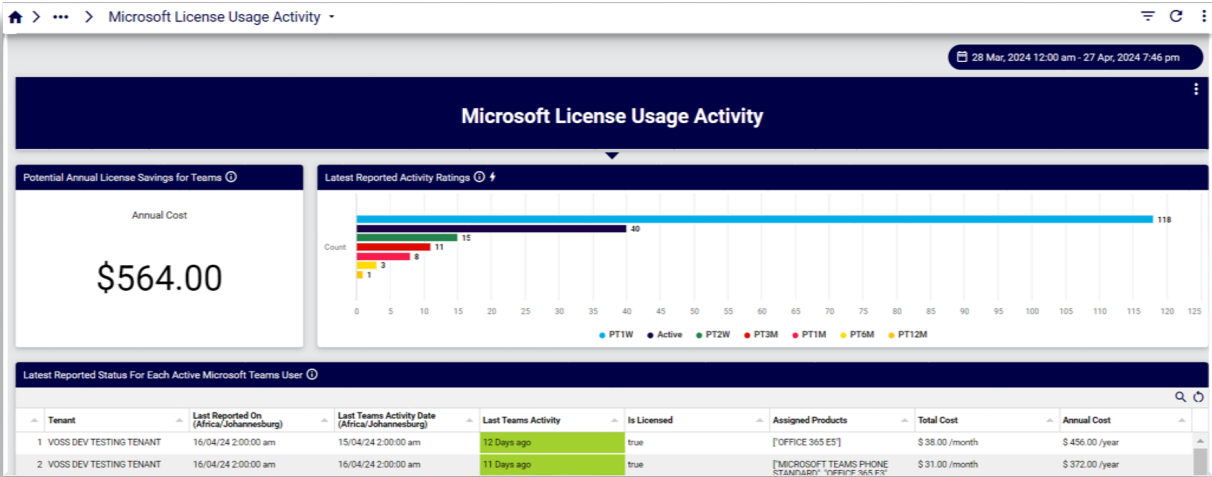 Microsoft License Usage Activity
28 Mar, 2024 12:00 am - 27 Apr, 2024 7:46 pm
Microsoft License Usage Activity
Potential Annual License Savings for Teams
Latest Reported Activity Ratings
Annual Cost
$564.00
118
40
15
Count
11
8
3
1
0 5 10 15 20 25 30 35 40 45 50 55 60 65 70 75 80 85 90 95 100 105 110 115 120 125
PT1W Active PT2W PT3M PT1M PT6M PT12M
Latest Reported Status For Each Active Microsoft Teams User
Tenant
Last Reported On
(Africa/Johannesburg)
Last Teams Activity Date
(Africa/Johannesburg)
Last Teams Activity
Is Licensed
Assigned Products
Total Cost
Annual Cost
1 VOSS DEV TESTING TENANT 16/04/24 2:00:00 am 15/04/24 2:00:00 am 12 Days ago true ["OFFICE 365 E5"] $ 38.00 /month $ 456.00 /year
2 VOSS DEV TESTING TENANT 16/04/24 2:00:00 am 16/04/24 2:00:00 am 11 Days ago true ["MICROSOFT TEAMS PHONE $ 31.00 /month $ 372.00 /year
STANDARD", "OFFICE 365 E3"